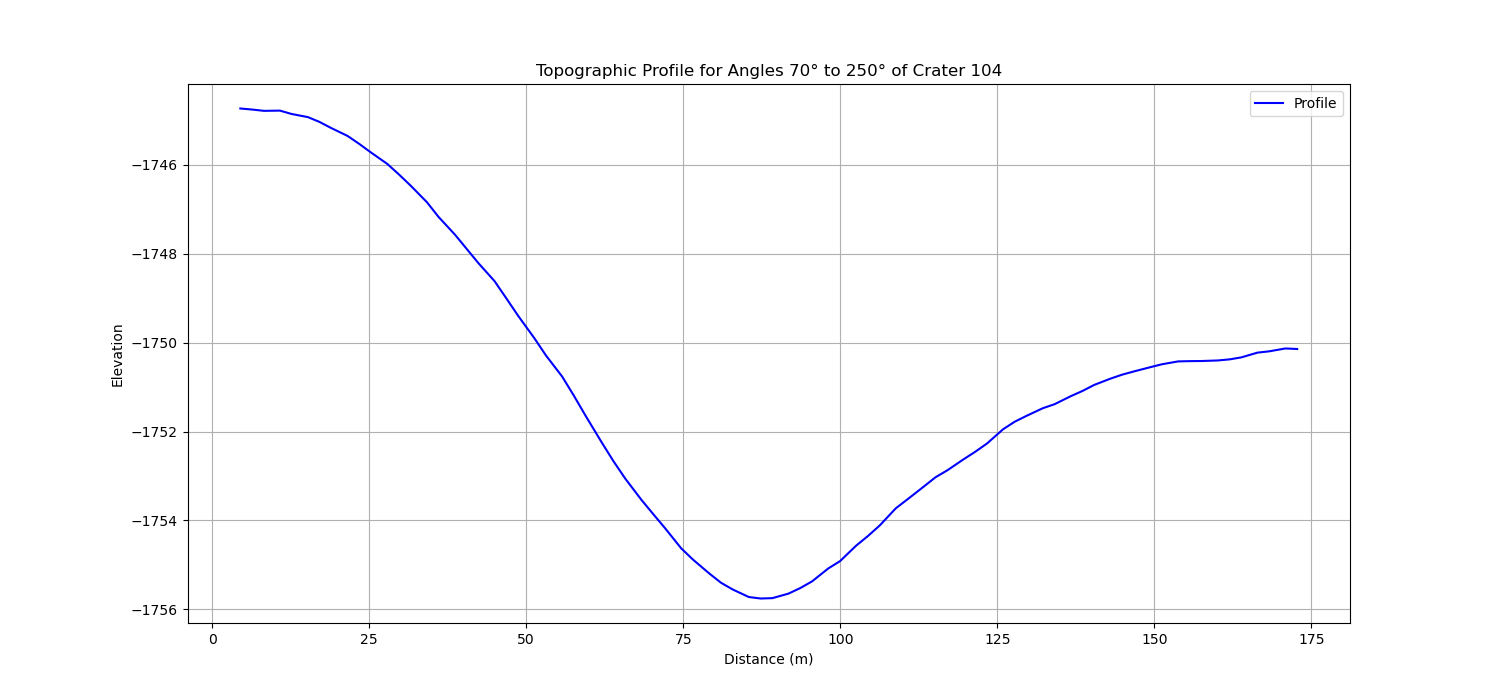 Topographic Profile for Angles 70° to 250° of Crater 104
Profile
−1746
−1748
−1750
−1752
−1754
−1756
Elevation
0 25 50 75 100 125 150 175
Distance (m)